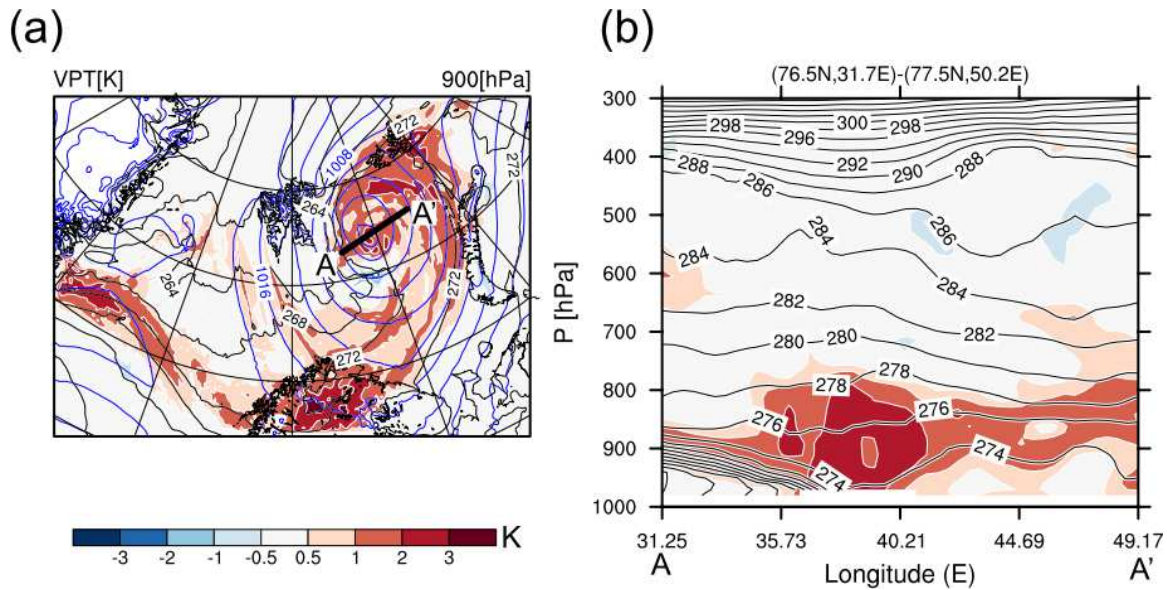 (a)
VPT[K] 900[hPa]
272
1008
264
272
A'
A
264
1016
272
268
272
-3 -2 -1 -0.5 0.5 1 2 3 K
(b)
(76.5N,31.7E)-(77.5N,50.2E)
300
400
500
600
700
800
900
1000
P [hPa]
298 300 298
296
292
288 290 288
286
286
284 284
284
282 282
280 280
278 278
276 276
274
274
31.25 35.73 40.21 44.69 49.17
A Longitude (E) A'